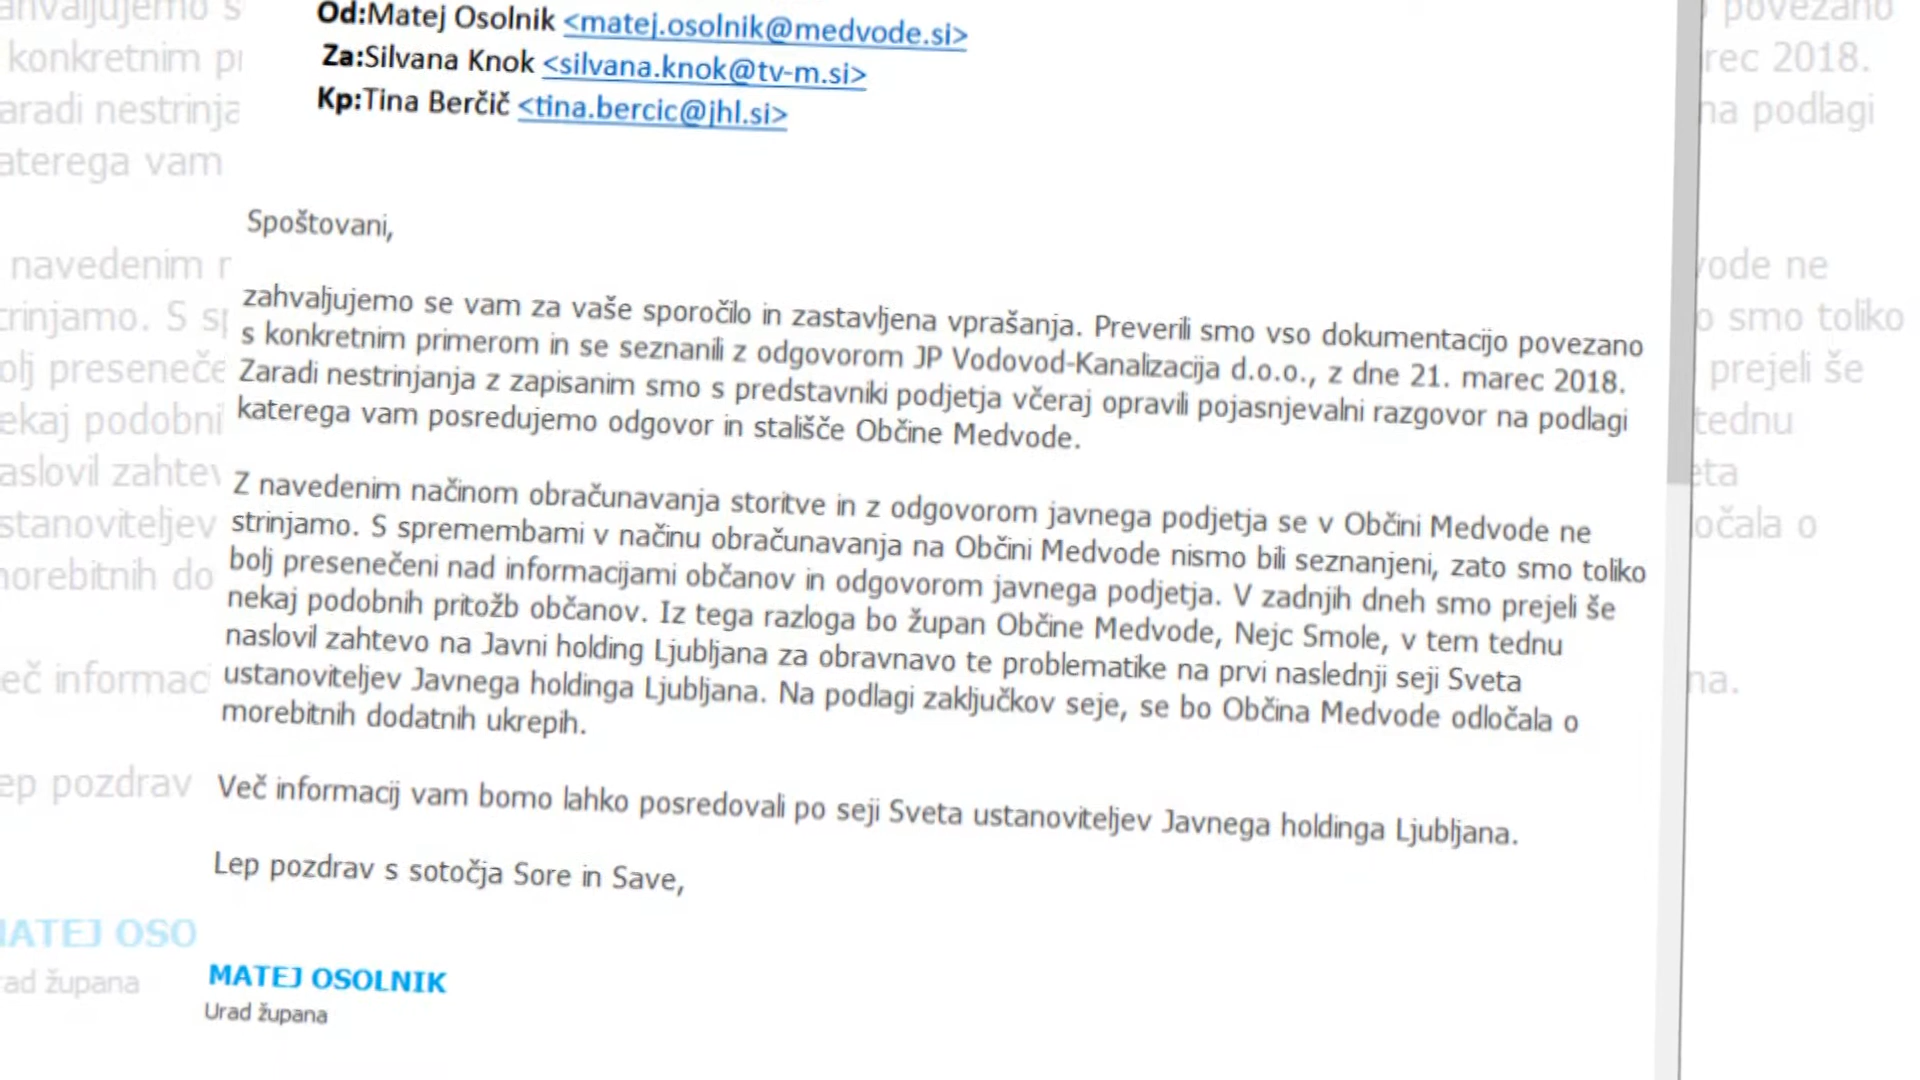 Od:Matej Osolnik <matej.osolnik@medvode.si>
Za:Silvana Knok <silvana.knok@tv-m.si>
Kp:Tina Berčič <tina.bercic@jhl.si>
Spoštovani,
zahvaljujemo se vam za vaše sporočilo in zastavljena vprašanja. Preverili smo vso dokumentacijo povezano
s konkretnim primerom in se seznanili z odgovorom JP Vodovod-Kanalizacija d.o.o., z dne 21. marec 2018.
Zaradi nestrinjanja z zapisanim smo s predstavniki podjetja včeraj opravili pojasnjevalni razgovor na podlagi
katerega vam posredujemo odgovor in stališče Občine Medvode.
Z navedenim načinom obračunavanja storitve in z odgovorom javnega podjetja se v Občini Medvode ne
strinjamo. S spremembami v načinu obračunavanja na Občini Medvode nismo bili seznanjeni, zato smo toliko
bolj presenečeni nad informacijami občanov in odgovorom javnega podjetja. V zadnjih dneh smo prejeli še
nekaj podobnih pritožb občanov. Iz tega razloga bo župan Občine Medvode, Nejc Smole, v tem tednu
naslovil zahtevo na Javni holding Ljubljana za obravnavo te problematike na prvi naslednji seji Sveta
ustanoviteljev Javnega holdinga Ljubljana. Na podlagi zaključkov seje, se bo Občina Medvode odločala o
morebitnih dodatnih ukrepih.
Več informacij vam bomo lahko posredovali po seji Sveta ustanoviteljev Javnega holdinga Ljubljana.
Lep pozdrav s sotočja Sore in Save,
MATEJ OSOLNIK
Urad župana